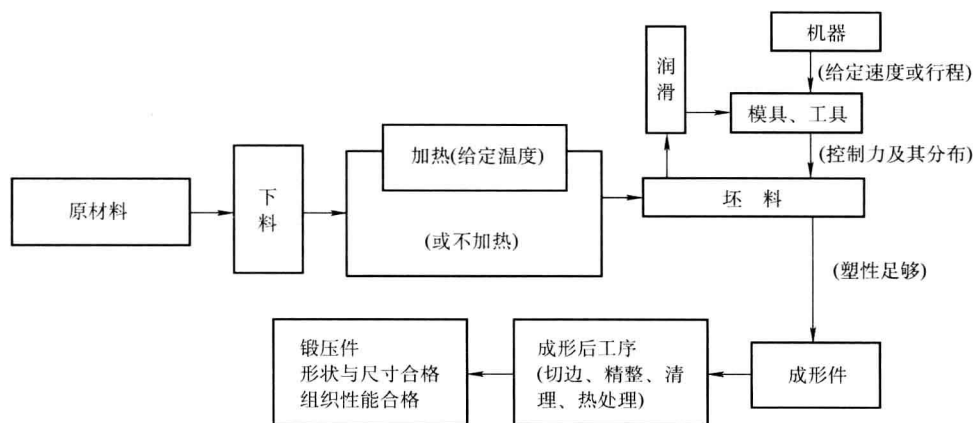 机器
(给定速度或行程)
润
滑
模具、工具
(控制力及其分布)
加热(给定温度)
原材料
下
料
坯 料
(或不加热)
(塑性足够)
锻压件
形状与尺寸合格
组织性能合格
成形后工序
(切边、精整、清
理、热处理)
成形件